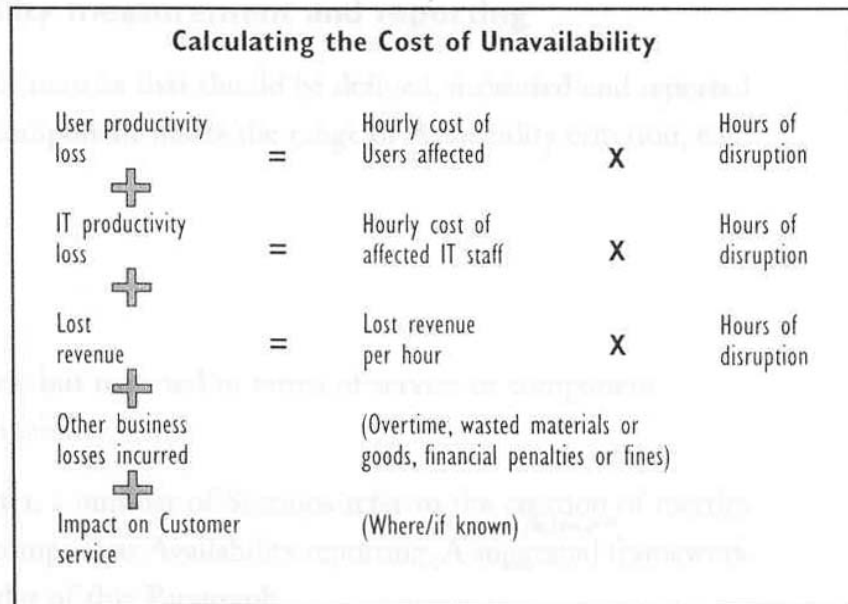 Calculating the Cost of Unavailability
User productivity loss = Hourly cost of Users affected X Hours of disruption
+
IT productivity loss = Hourly cost of affected IT staff X Hours of disruption
+
Lost revenue = Lost revenue per hour X Hours of disruption
+
Other business losses incurred (Overtime, wasted materials or goods, financial penalties or fines)
+
Impact on Customer service (Where/if known)